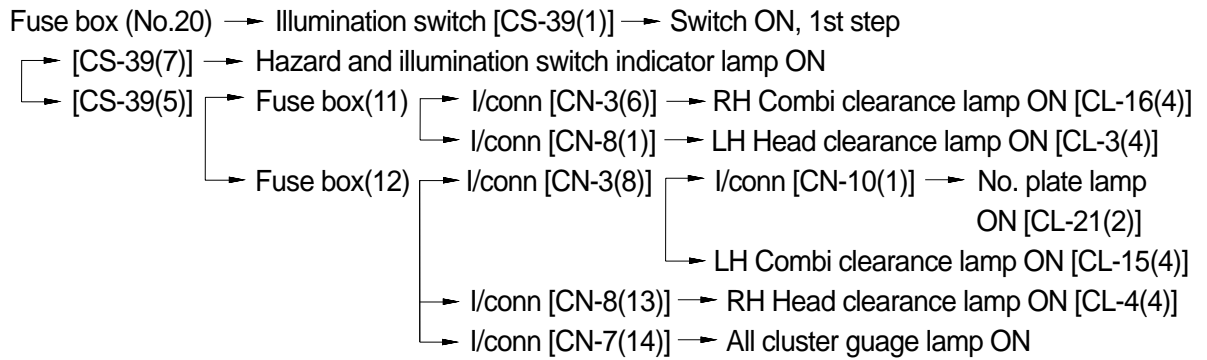 Fuse box (No.20) → Illumination switch [CS-39(1)] → Switch ON, 1st step
[CS-39(7)] → Hazard and illumination switch indicator lamp ON
[CS-39(5)] → Fuse box(11) → I/conn [CN-3(6)] → RH Combi clearance lamp ON [CL-16(4)]
I/conn [CN-8(1)] → LH Head clearance lamp ON [CL-3(4)]
Fuse box(12) → I/conn [CN-3(8)] → I/conn [CN-10(1)] → No. plate lamp
ON [CL-21(2)]
LH Combi clearance lamp ON [CL-15(4)]
I/conn [CN-8(13)] → RH Head clearance lamp ON [CL-4(4)]
I/conn [CN-7(14)] → All cluster guage lamp ON